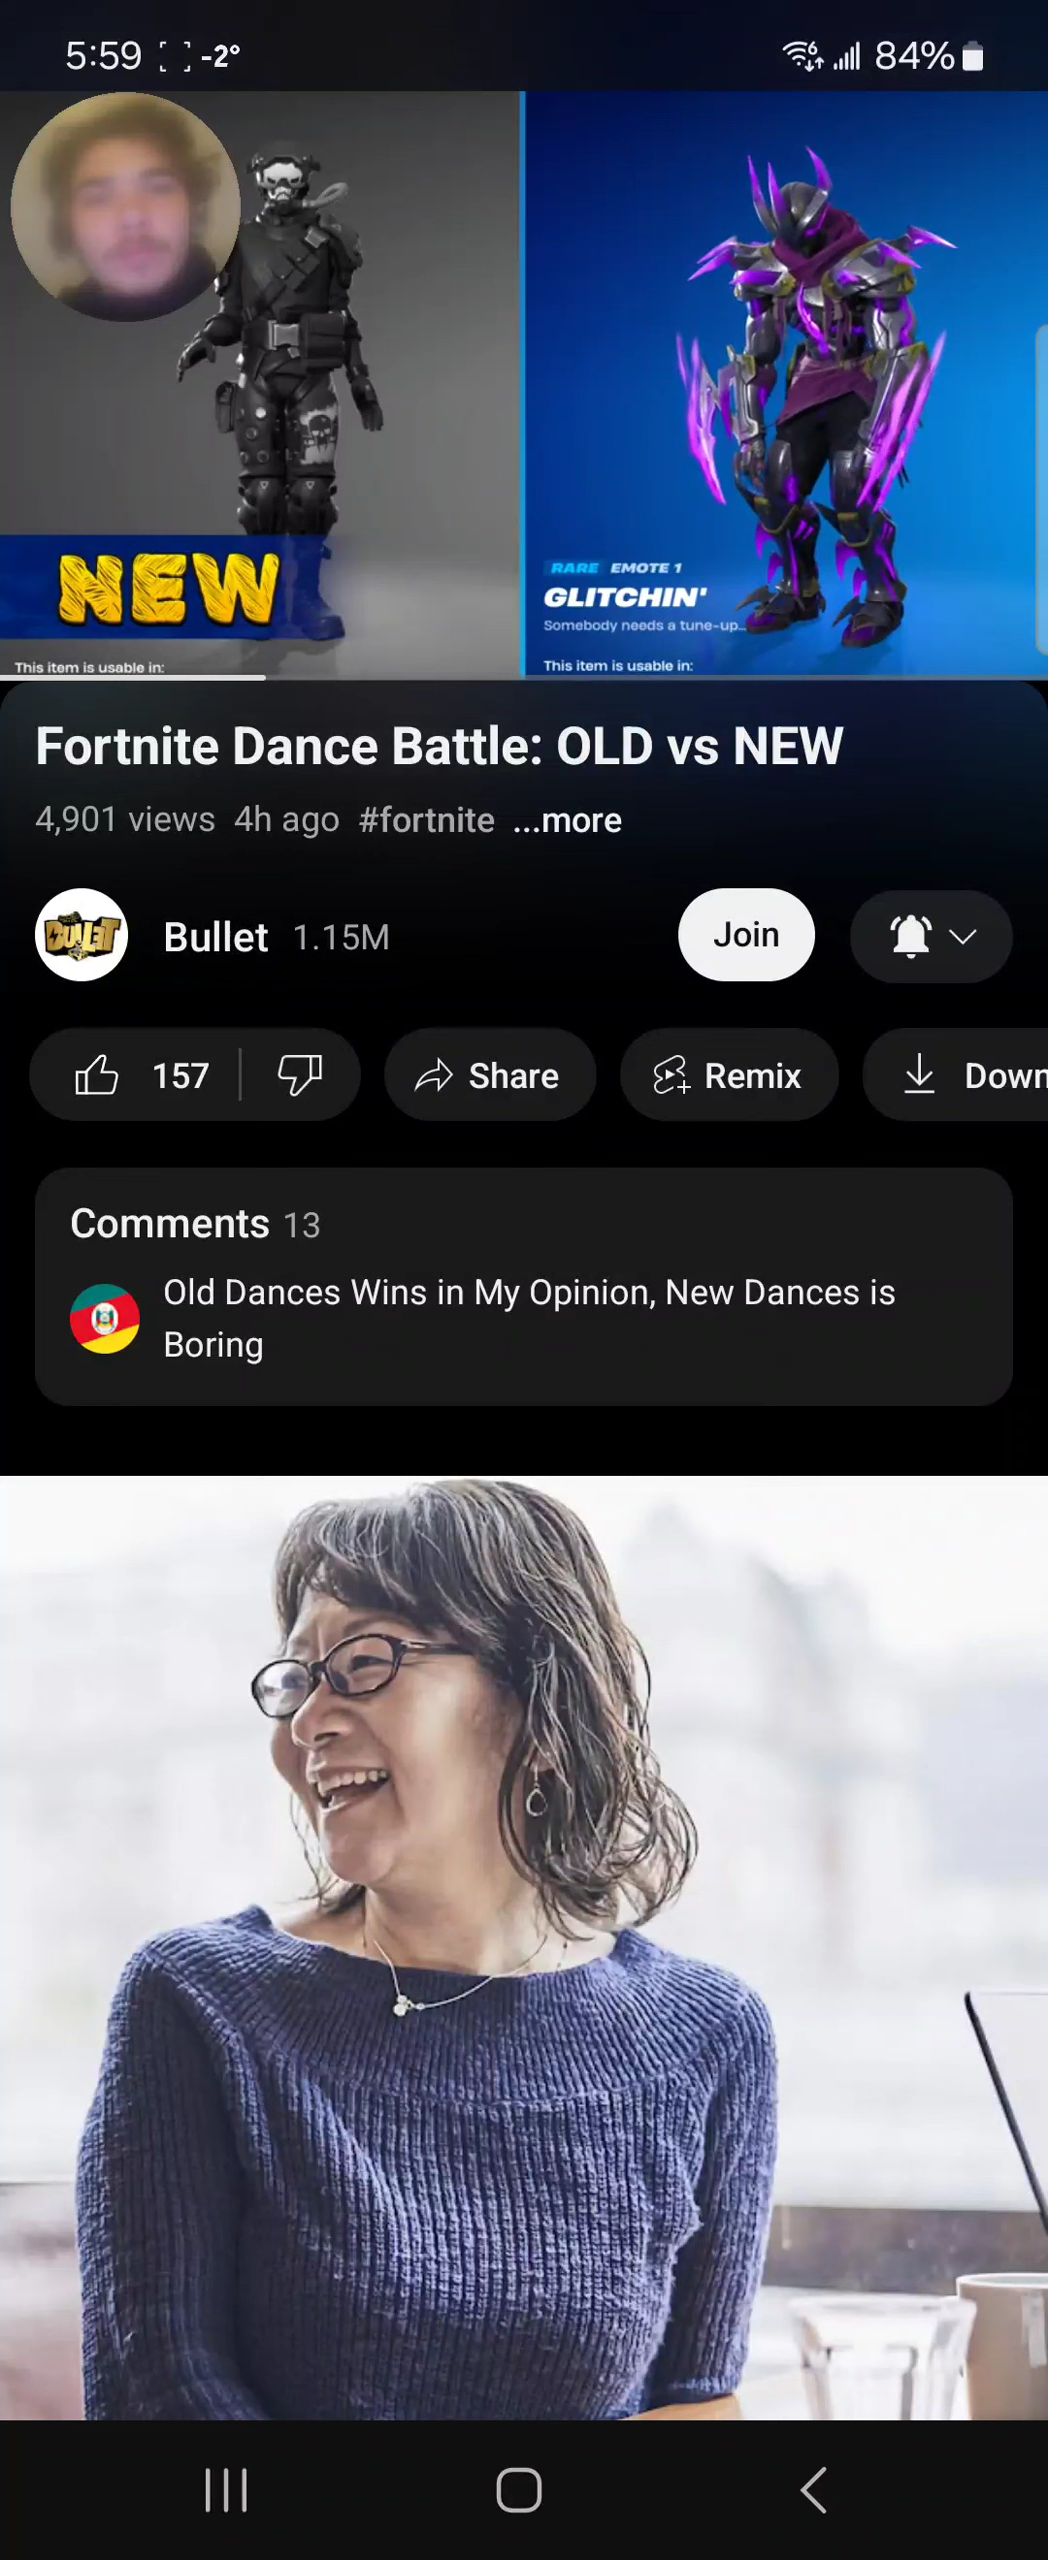 5:59 -2° 6 84%
NEW
This item is usable in:
RARE EMOTE 1
GLITCHIN'
Somebody needs a tune-up...
This item is usable in:
Fortnite Dance Battle: OLD vs NEW
4,901 views 4h ago #fortnite ...more
BULLET
Bullet 1.15M
Join
157
Share
Remix
Down
Comments 13
Old Dances Wins in My Opinion, New Dances is
Boring